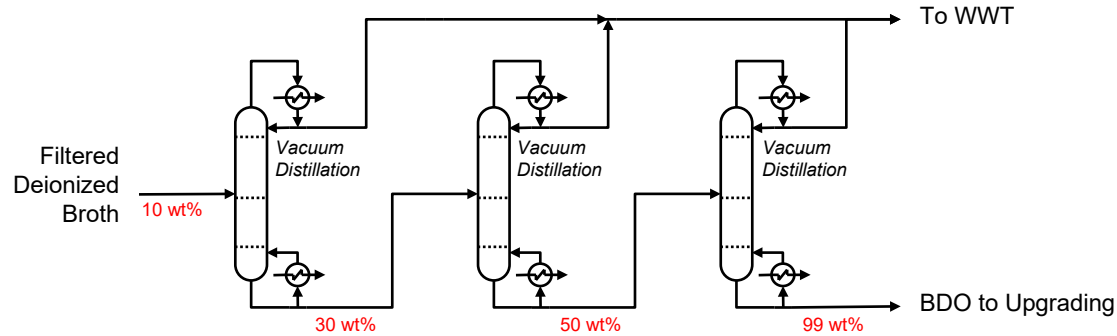 To WWT
Vacuum
Distillation
Vacuum
Distillation
Vacuum
Distillation
Filtered
Deionized
Broth
10 wt%
30 wt%
50 wt%
99 wt%
BDO to Upgrading